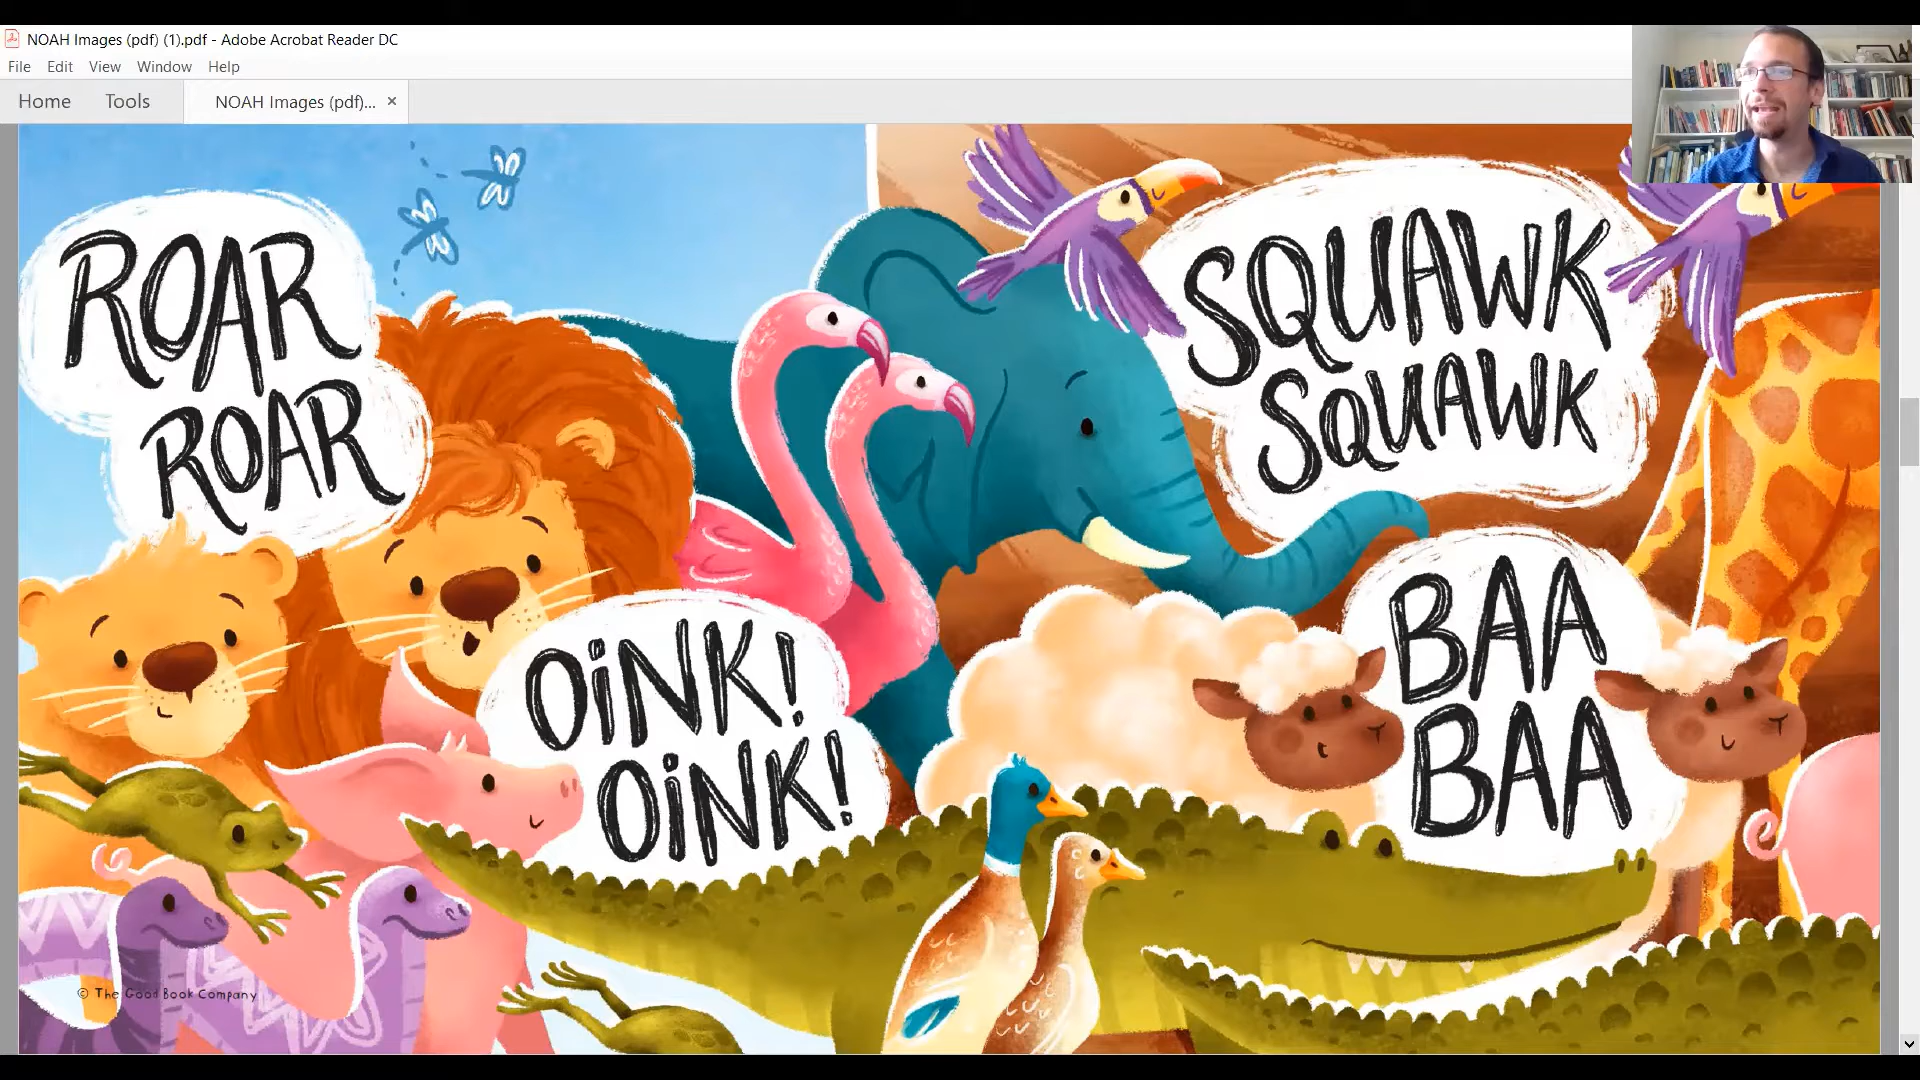 NOAH Images (pdf) (1).pdf - Adobe Acrobat Reader DC
File Edit View Window Help
Home Tools NOAH Images (pdf)... ×
ROAR
ROAR
SQUAWK
SQUAWK
OiNK!
OiNK!
BAA
BAA
© The Good Book Company